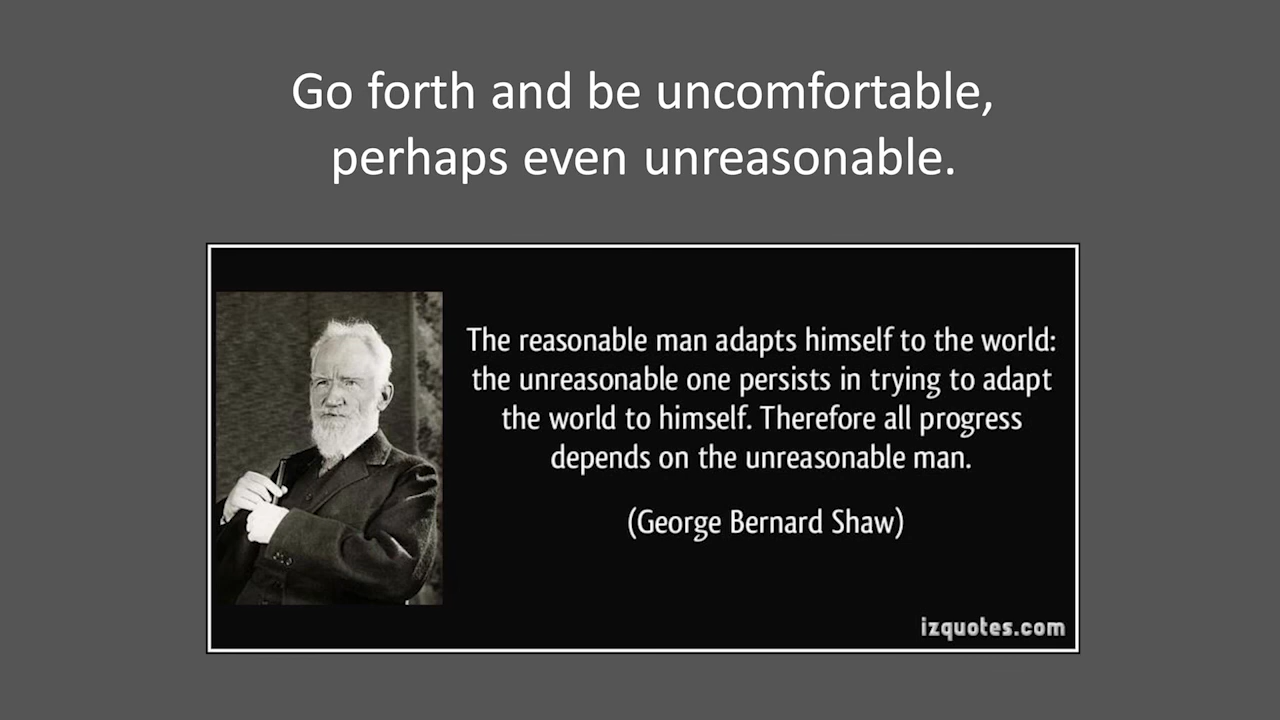 Go forth and be uncomfortable,
perhaps even unreasonable.
The reasonable man adapts himself to the world:
the unreasonable one persists in trying to adapt
the world to himself. Therefore all progress
depends on the unreasonable man.
(George Bernard Shaw)
izquotes.com